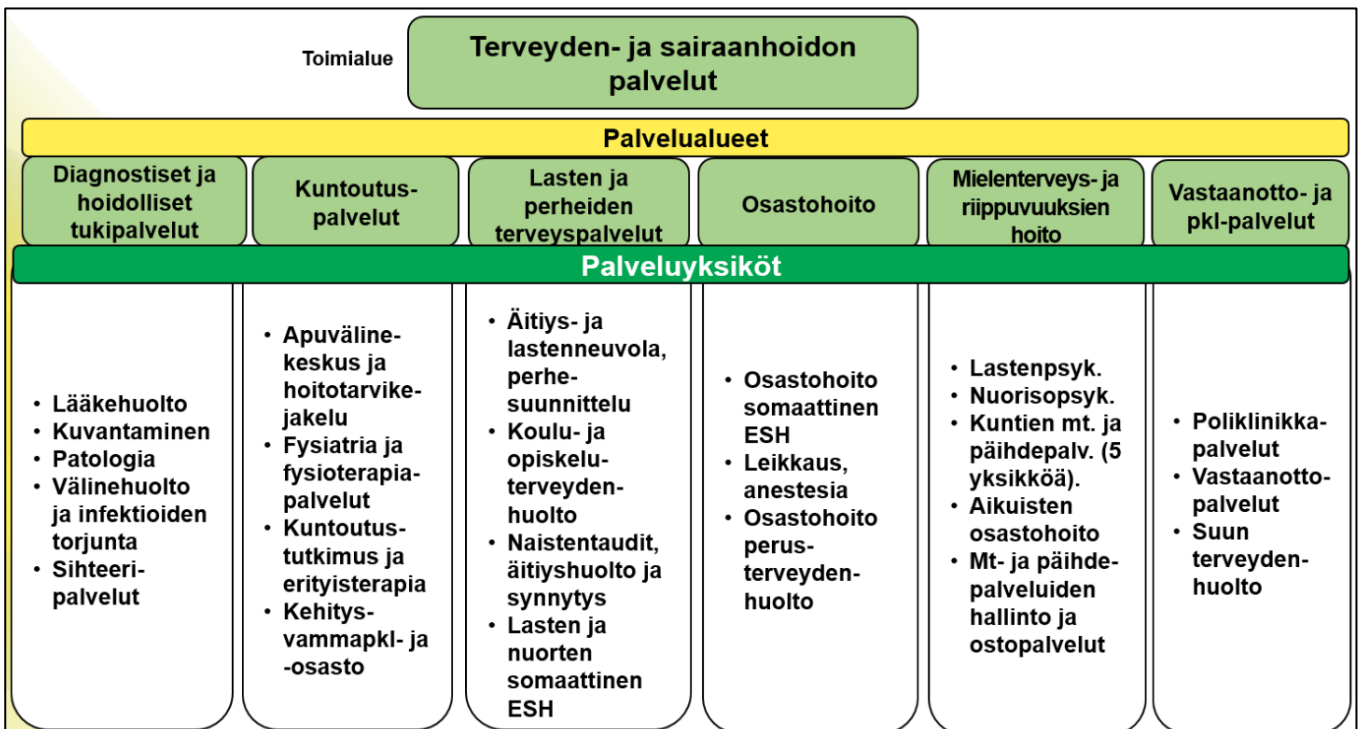 Toimialue
Terveyden- ja sairaanhoidon
palvelut
Palvelualueet
Diagnostiset ja
hoidolliset
tukipalvelut
Kuntoutus-
palvelut
Lasten ja
perheiden
terveyspalvelut
Osastohoito
Mielenterveys- ja
riippuvuuksien
hoito
Vastaanotto- ja
pkl-palvelut
Palveluyksiköt
• Lääkehuolto
• Kuvantaminen
• Patologia
• Välinehuolto
ja infektioiden
torjunta
• Sihteeri-
palvelut
• Apuväline-
keskus ja
hoitotarvike-
jakelu
• Fysiatria ja
fysioterapia-
palvelut
• Kuntoutus-
tutkimus ja
erityisterapia
• Kehitys-
vammapkl- ja
-osasto
• Äitiys- ja
lastenneuvola,
perhe-
suunnittelu
• Koulu- ja
opiskelu-
terveyden-
huolto
• Naistentaudit,
äitiyshuolto ja
synnytys
• Lasten ja
nuorten
somaattinen
ESH
• Osastohoito
somaattinen
ESH
• Leikkaus,
anestesia
• Osastohoito
perus-
terveyden-
huolto
• Lastenpsyk.
• Nuorisopsyk.
• Kuntien mt. ja
päihdepalv. (5
yksikköä).
• Aikuisten
osastohoito
• Mt- ja päihde-
palveluiden
hallinto ja
ostopalvelut
• Poliklinikka-
palvelut
• Vastaanotto-
palvelut
• Suun
terveyden-
huolto